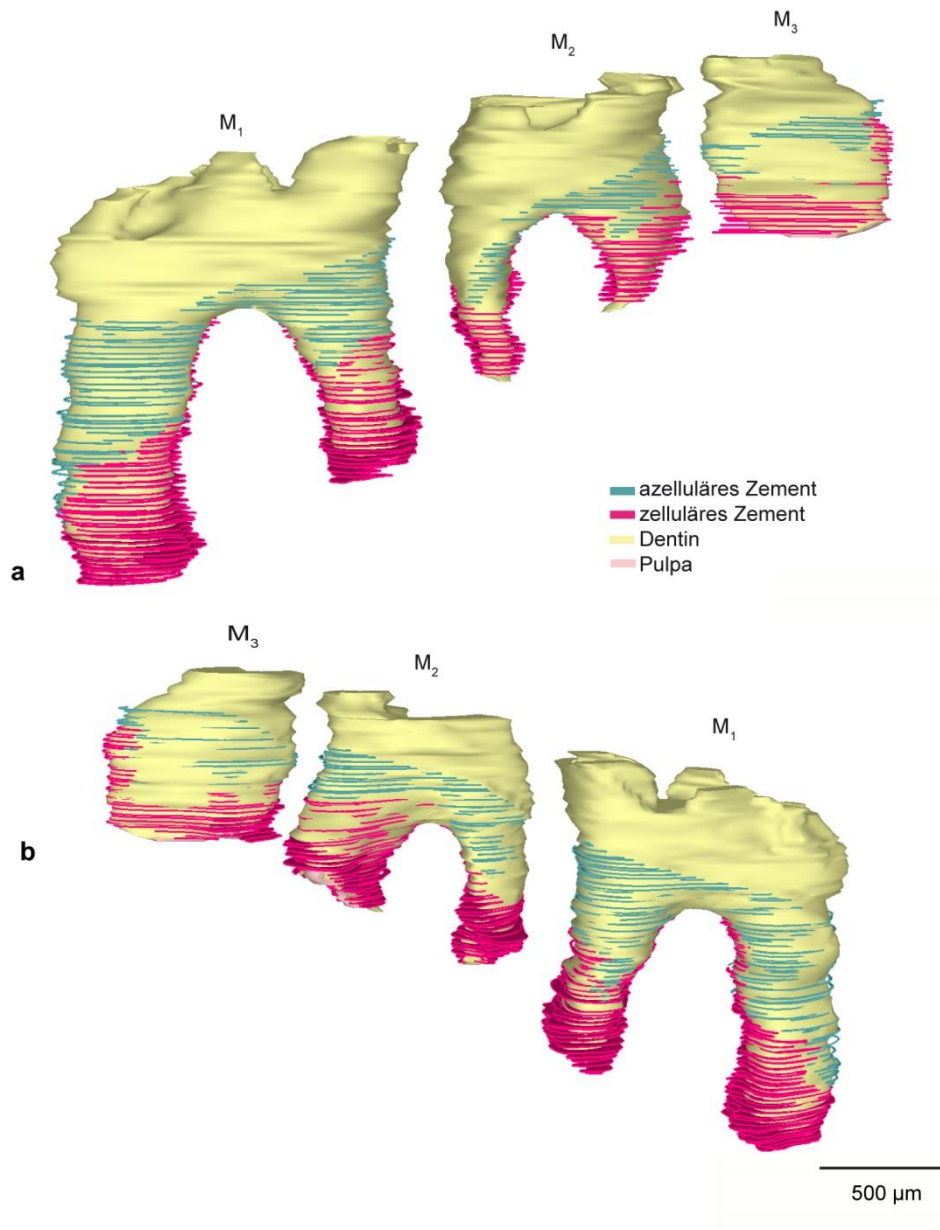 M₃
M₂
M₁
azelluläres Zement
zelluläres Zement
Dentin
Pulpa
a
M₃
M₂
M₁
b
500 µm